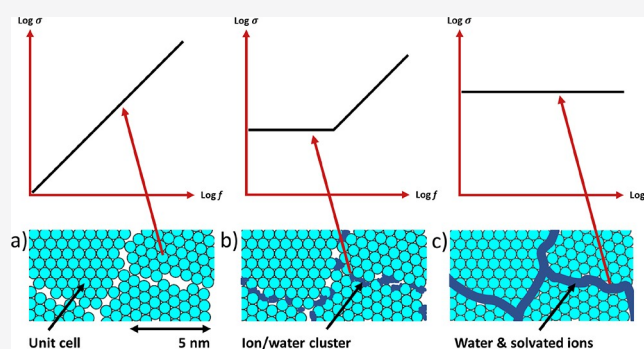 Log σ
Log σ
Log σ
Log f
Log f
Log σ
a)
b)
c)
Unit cell
5 nm
Ion/water cluster
Water & solvated ions